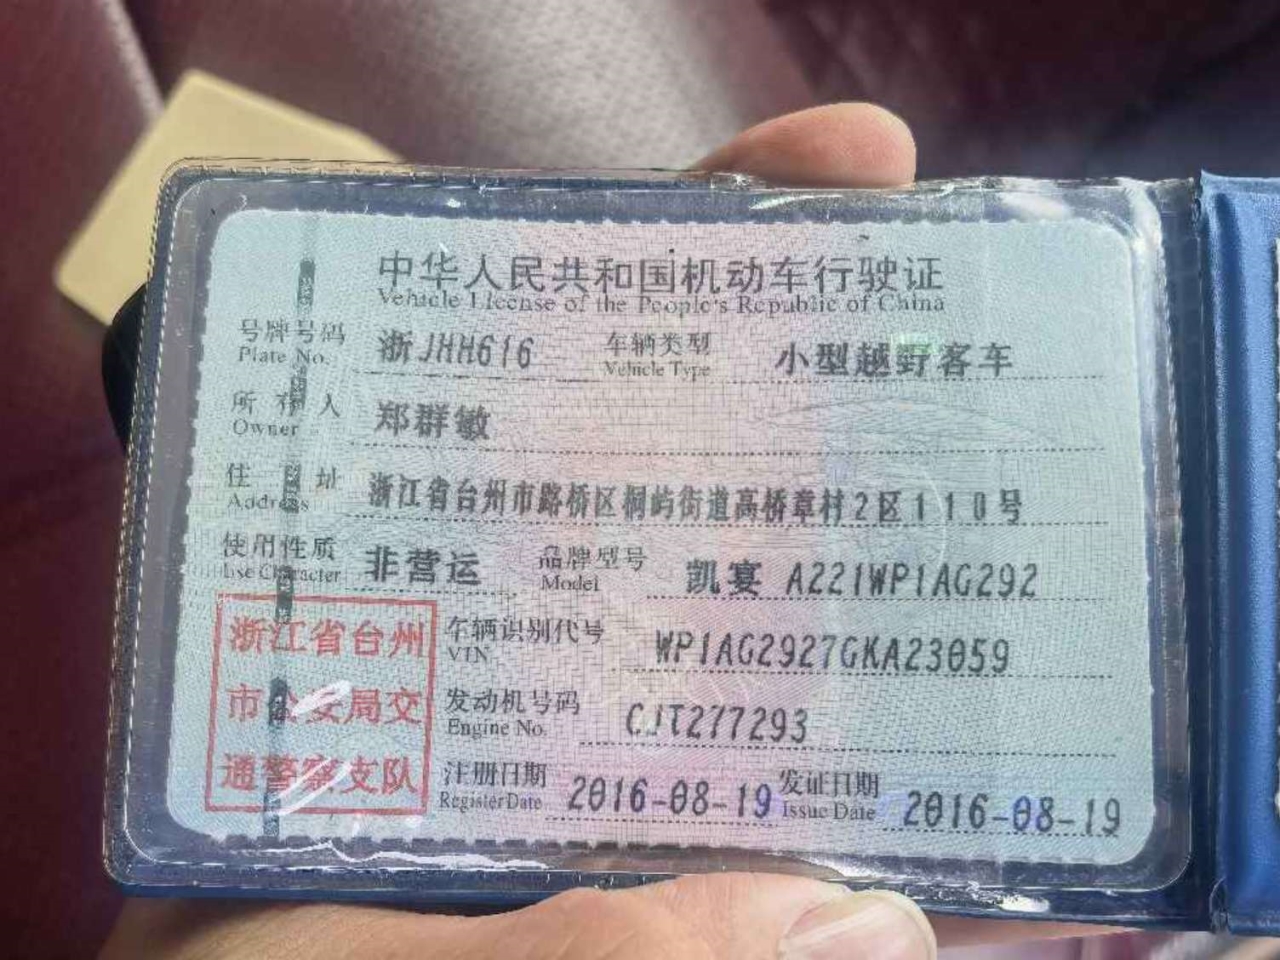 中华人民共和国机动车行驶证
Vehicle License of the People's Republic of China
号牌号码 浙JHH616 车辆类型 小型越野客车
Plate No. Vehicle Type
所有人 郑群敏
Owner
住址 浙江省台州市路桥区桐屿街道高桥章村2区110号
Address
使用性质 非营运 品牌型号 凯宴 A221WP1AG292
Use Character Model
浙江省台州 车辆识别代号 WP1AG2927GKA23059
VIN
市公安局交 发动机号码 CJT277293
Engine No.
通警察支队 注册日期 2016-08-19 发证日期 2016-08-19
Register Date Issue Date